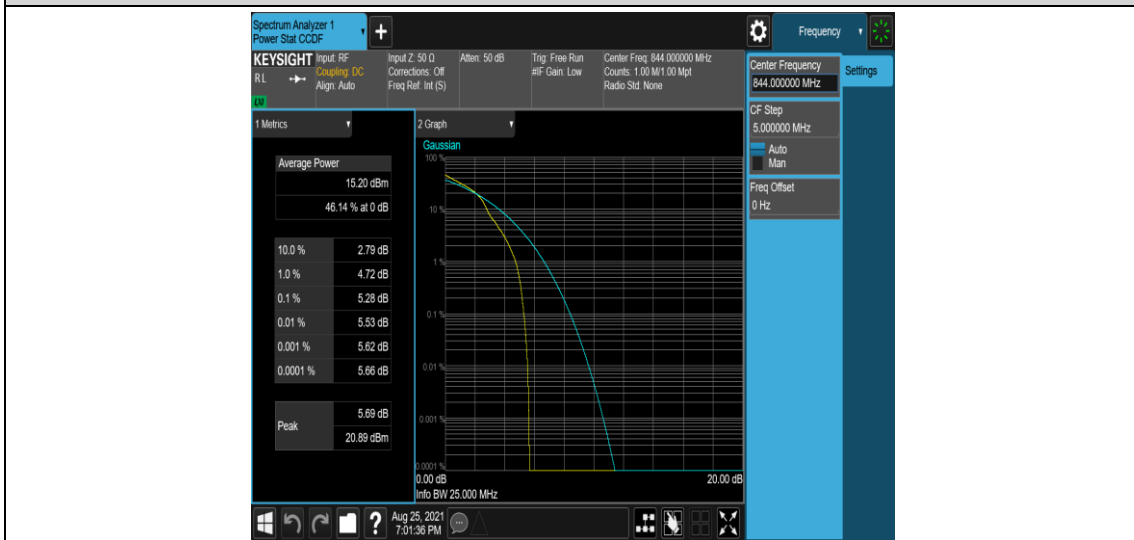 Spectrum Analyzer 1
Power Stat CCDF
Frequency
KEYSIGHT
RL
Input: RF
Coupling: DC
Align: Auto
Input Z: 50 Ω
Corrections: Off
Freq Ref: Int (S)
Atten: 50 dB
Trig: Free Run
#IF Gain: Low
Center Freq: 844.000000 MHz
Counts: 1.00 M/1.00 Mpt
Radio Std: None
Center Frequency
844.000000 MHz
Settings
CF Step
5.000000 MHz
Auto
Man
Freq Offset
0 Hz
1 Metrics
Average Power
15.20 dBm
46.14 % at 0 dB
10.0 % 2.79 dB
1.0 % 4.72 dB
0.1 % 5.28 dB
0.01 % 5.53 dB
0.001 % 5.62 dB
0.0001 % 5.66 dB
Peak 5.69 dB
20.89 dBm
2 Graph
Gaussian
100 %
10 %
1 %
0.1 %
0.01 %
0.001 %
0.0001 %
0.00 dB 20.00 dB
Info BW 25.000 MHz
Aug 25, 2021
7:01:36 PM